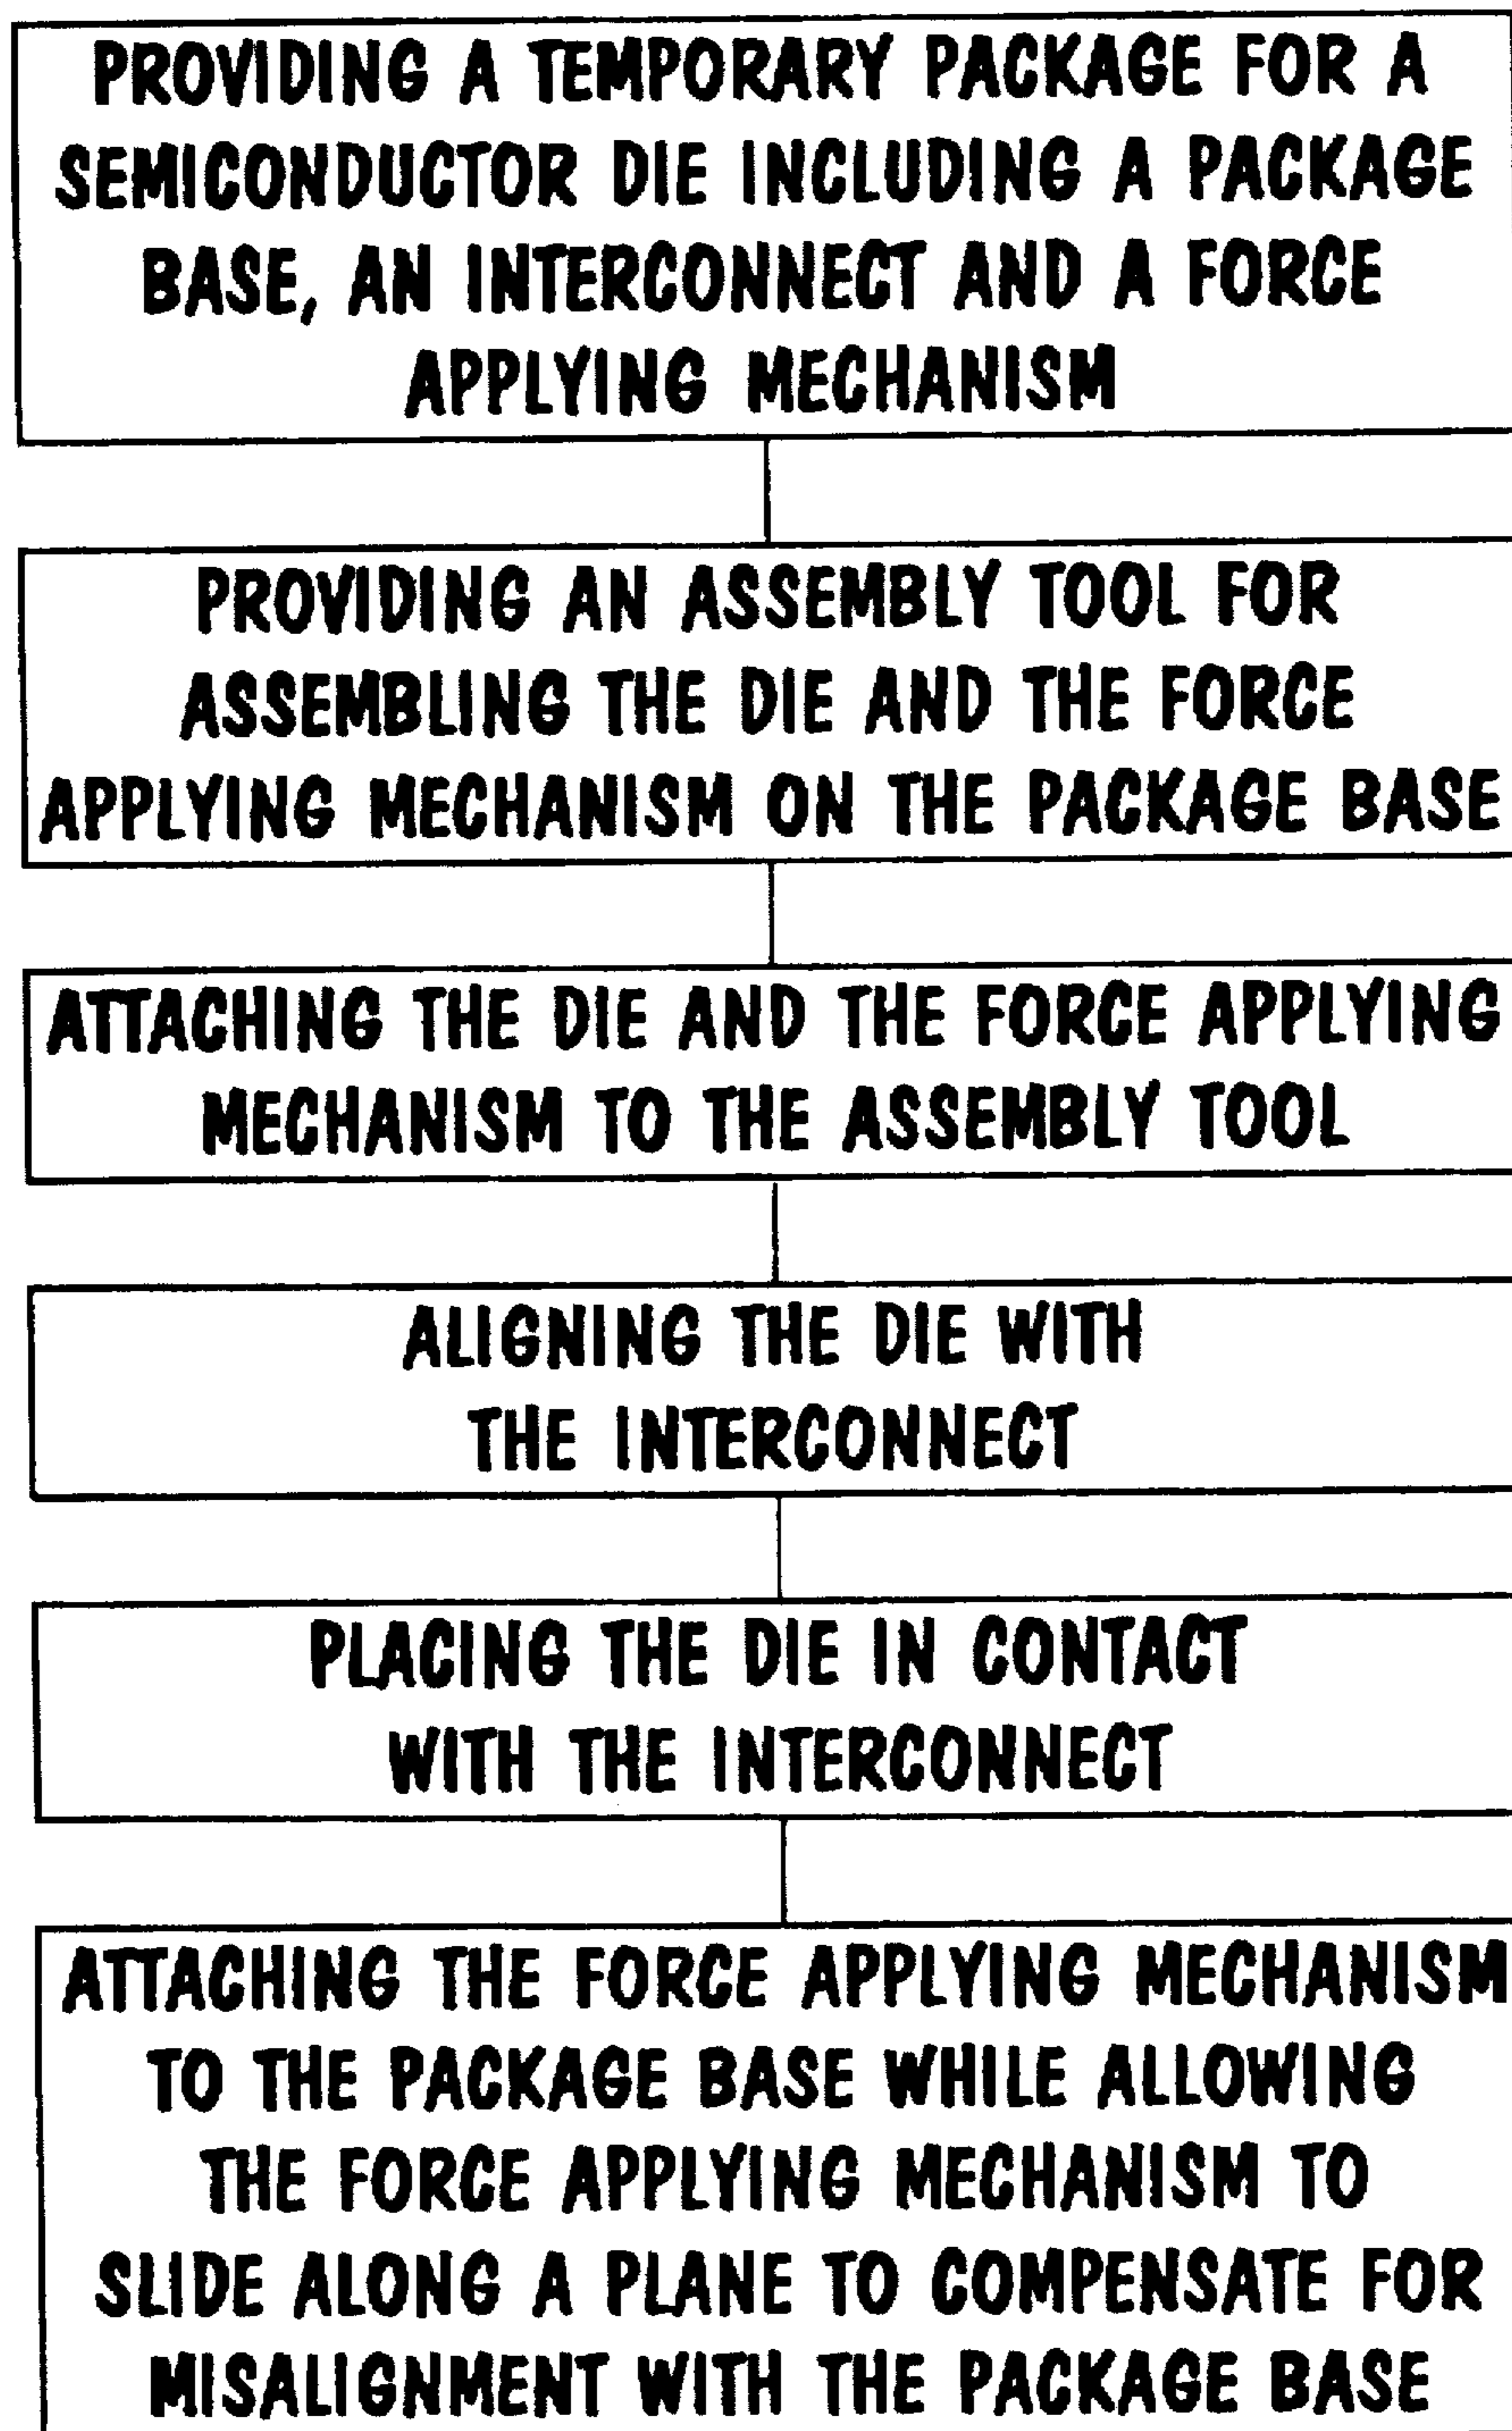 PROVIDING A TEMPORARY PACKAGE FOR A
SEMICONDUCTOR DIE INCLUDING A PACKAGE
BASE, AN INTERCONNECT AND A FORCE
APPLYING MECHANISM
PROVIDING AN ASSEMBLY TOOL FOR
ASSEMBLING THE DIE AND THE FORCE
APPLYING MECHANISM ON THE PACKAGE BASE
ATTACHING THE DIE AND THE FORCE APPLYING
MECHANISM TO THE ASSEMBLY TOOL
ALIGNING THE DIE WITH
THE INTERCONNECT
PLACING THE DIE IN CONTACT
WITH THE INTERCONNECT
ATTACHING THE FORCE APPLYING MECHANISM
TO THE PACKAGE BASE WHILE ALLOWING
THE FORCE APPLYING MECHANISM TO
SLIDE ALONG A PLANE TO COMPENSATE FOR
MISALIGNMENT WITH THE PACKAGE BASE